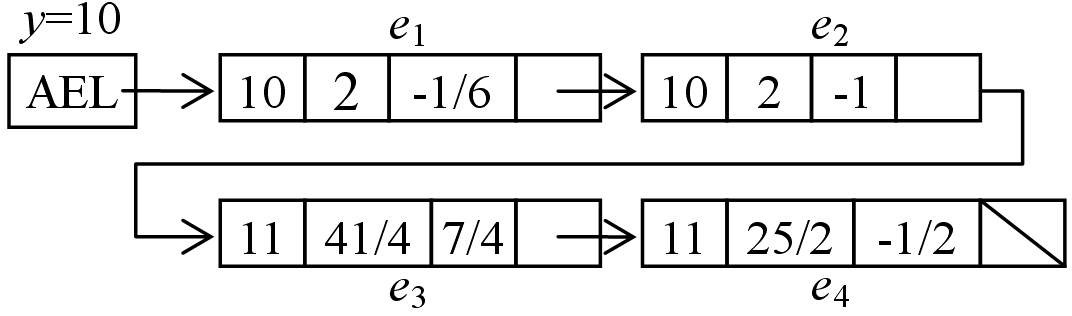 y=10
e1 e2
AEL 10 2 -1/6 10 2 -1
11 41/4 7/4 11 25/2 -1/2
e3 e4